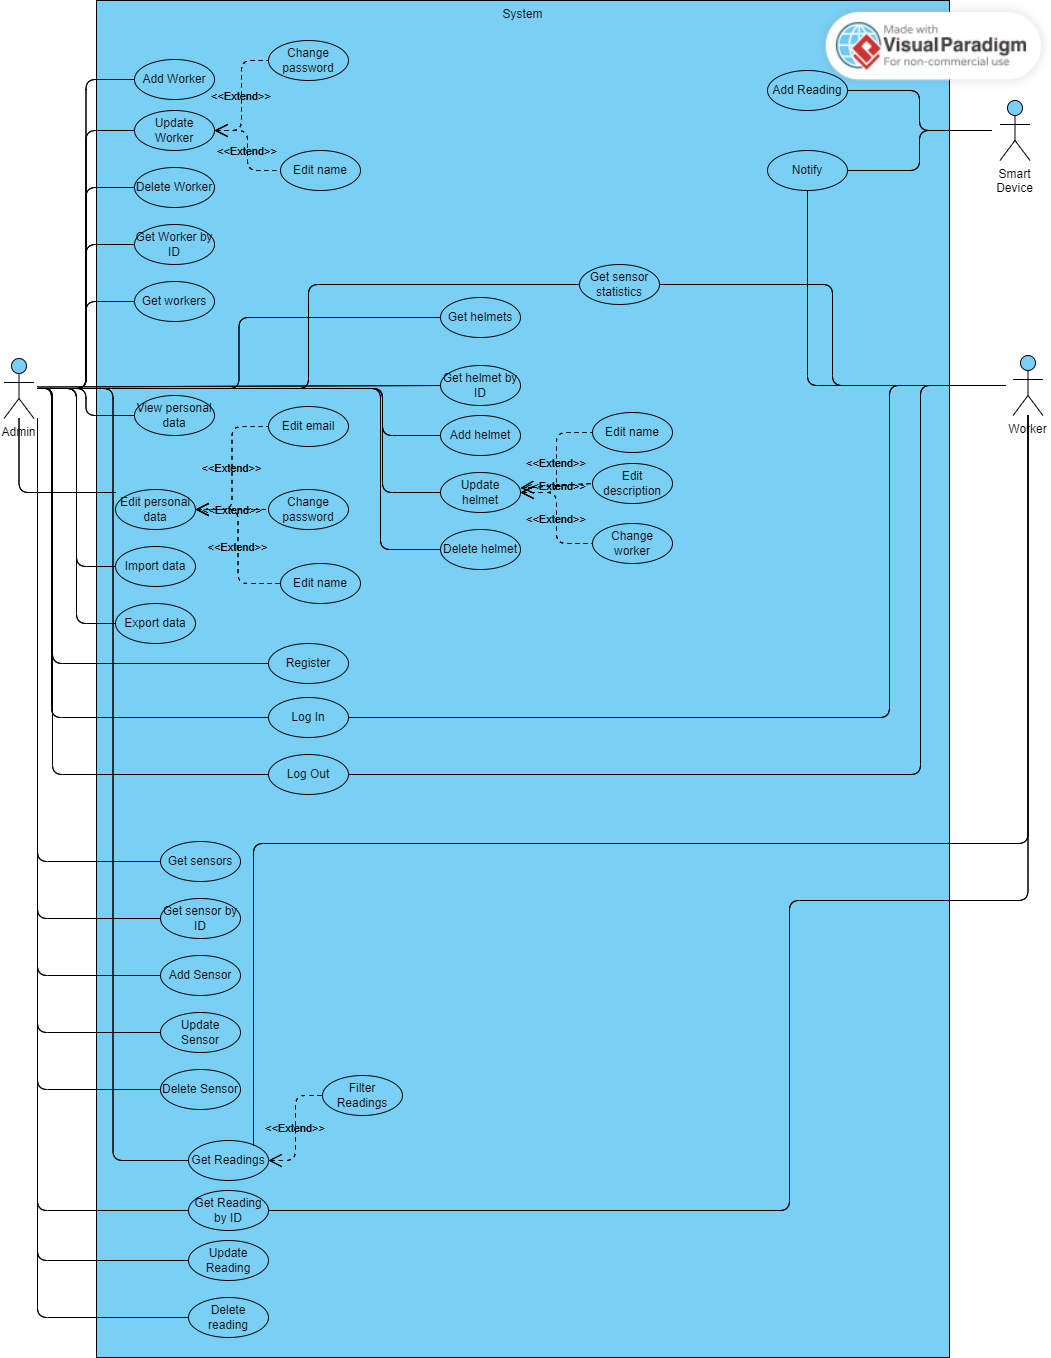 System
Made with
VisualParadigm
For non-commercial use
Change
password
Add Worker
<<Extend>>
Update
Worker
<<Extend>>
Edit name
Delete Worker
Get Worker by
ID
Get workers
Add Reading
Notify
Smart
Device
Get sensor
statistics
Get helmets
Get helmet by
ID
Add helmet
Update
helmet
Delete helmet
Edit name
<<Extend>>
Edit
description
<<Extend>>
<<Extend>>
Change
worker
Admin
Worker
View personal
data
Edit email
<<Extend>>
Edit personal
data
<<Extend>>
Change
password
<<Extend>>
Edit name
Import data
Export data
Register
Log In
Log Out
Get sensors
Get sensor by
ID
Add Sensor
Update
Sensor
Delete Sensor
Filter
Readings
<<Extend>>
Get Readings
Get Reading
by ID
Update
Reading
Delete
reading